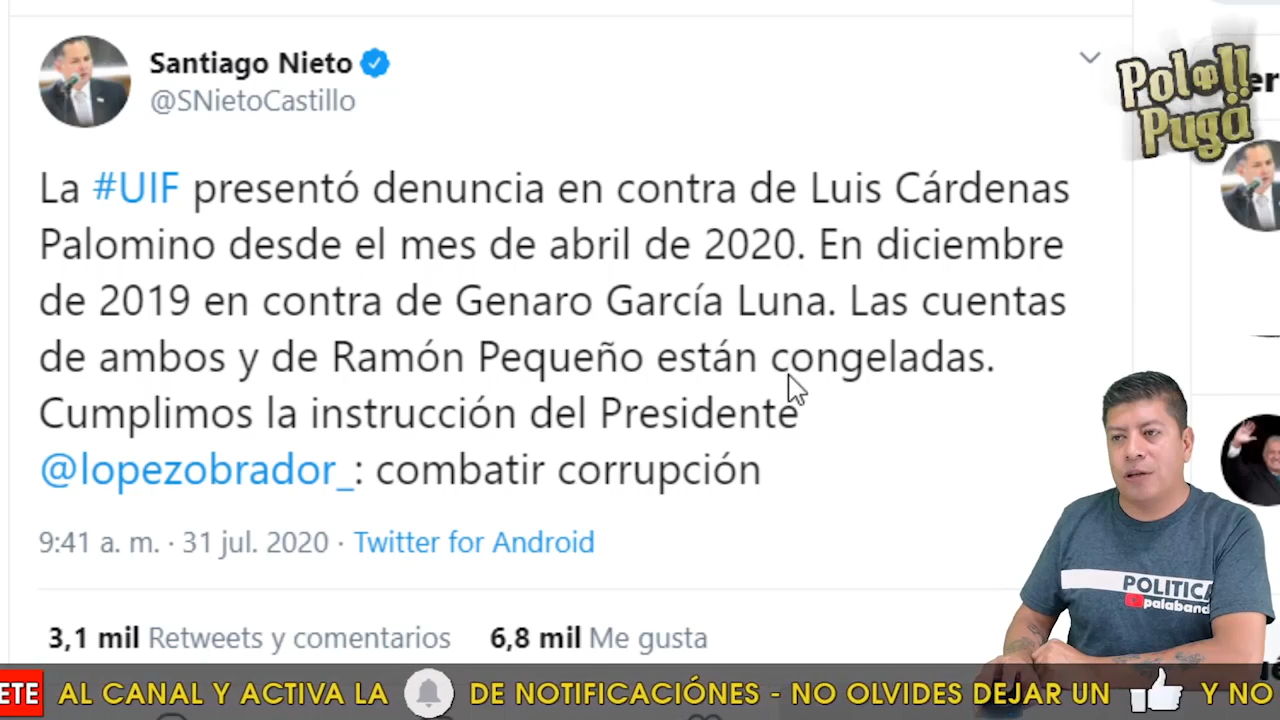 Santiago Nieto
@SNietoCastillo
La #UIF presentó denuncia en contra de Luis Cárdenas
Palomino desde el mes de abril de 2020. En diciembre
de 2019 en contra de Genaro García Luna. Las cuentas
de ambos y de Ramón Pequeño están congeladas.
Cumplimos la instrucción del Presidente
@lopezobrador_: combatir corrupción
9:41 a. m. · 31 jul. 2020 · Twitter for Android
3,1 mil Retweets y comentarios 6,8 mil Me gusta
Polo!!
Puga
er
POLITICA
palaband
ETE AL CANAL Y ACTIVA LA DE NOTIFICACIÓNES - NO OLVIDES DEJAR UN Y NO